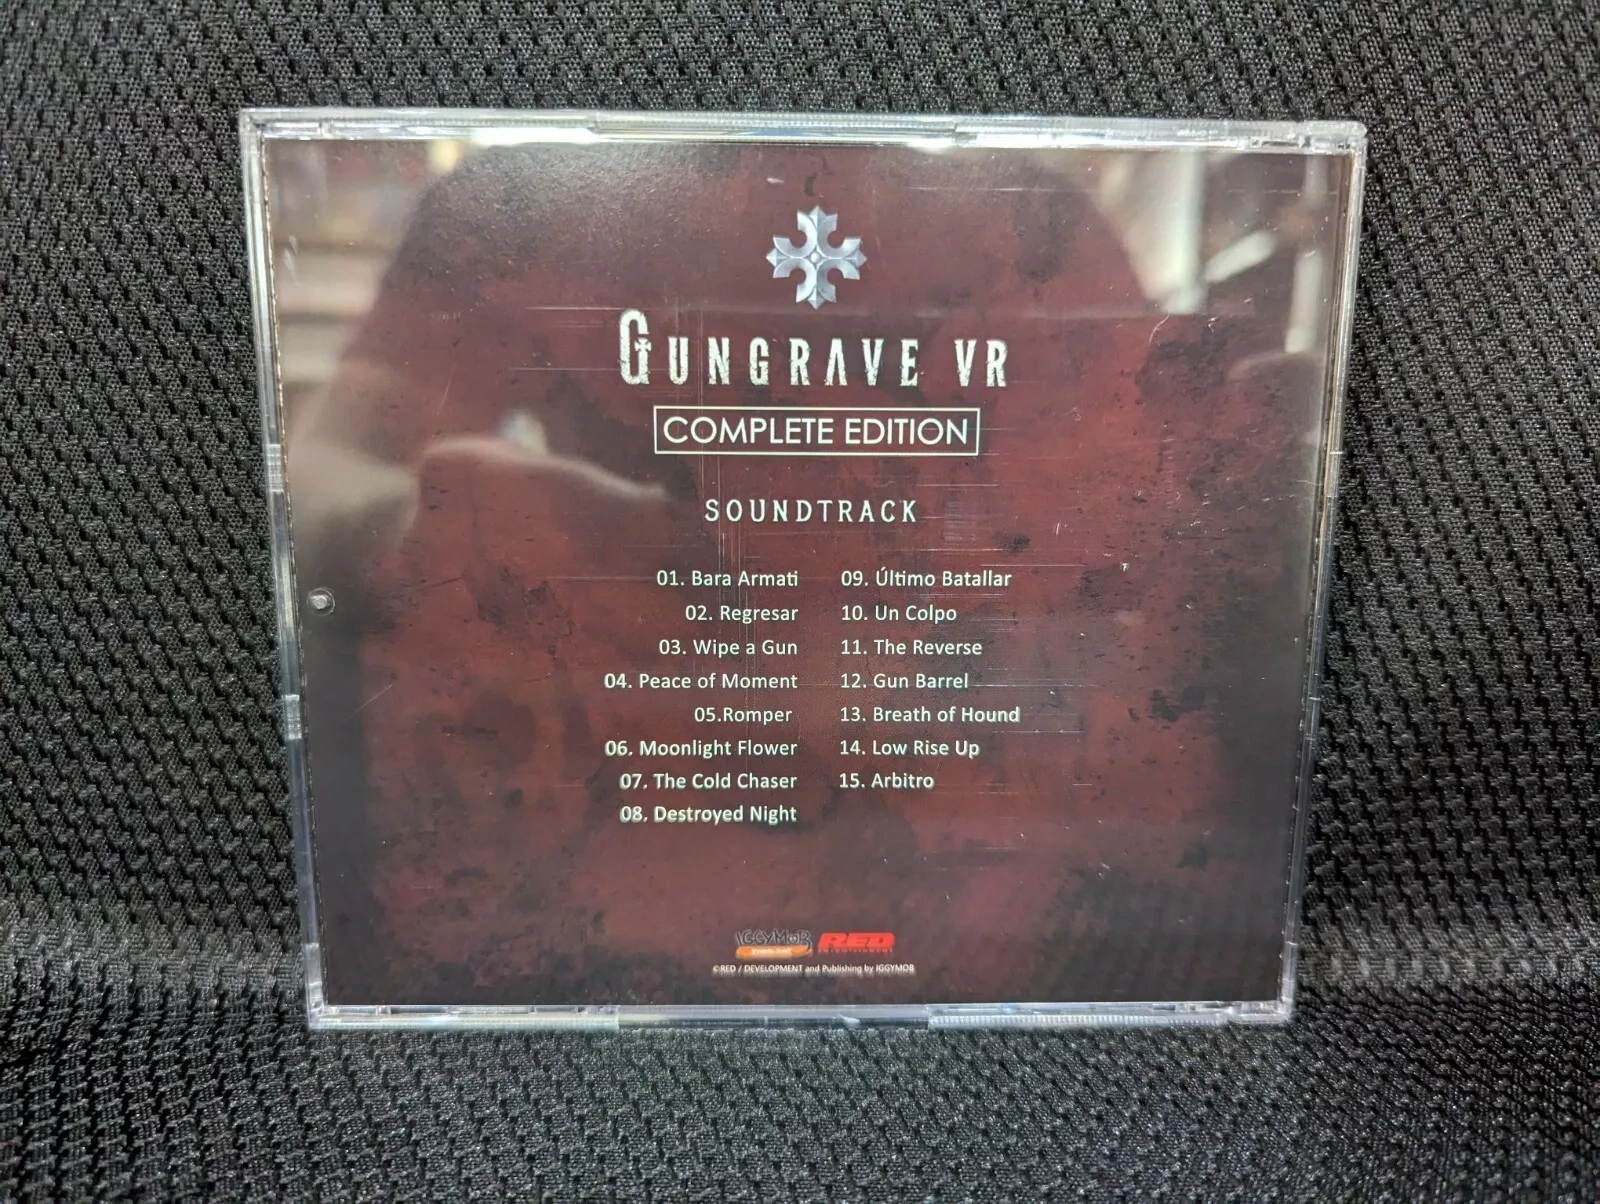 GUNGRAVE VR
COMPLETE EDITION
SOUNDTRACK
01. Bara Armati
02. Regresar
03. Wipe a Gun
04. Peace of Moment
05.Romper
06. Moonlight Flower
07. The Cold Chaser
08. Destroyed Night
09. Último Batallar
10. Un Colpo
11. The Reverse
12. Gun Barrel
13. Breath of Hound
14. Low Rise Up
15. Arbitro
IGGYMOB
RED
ENTERTAINMENT
©RED / DEVELOPMENT and Publishing by IGGYMOB